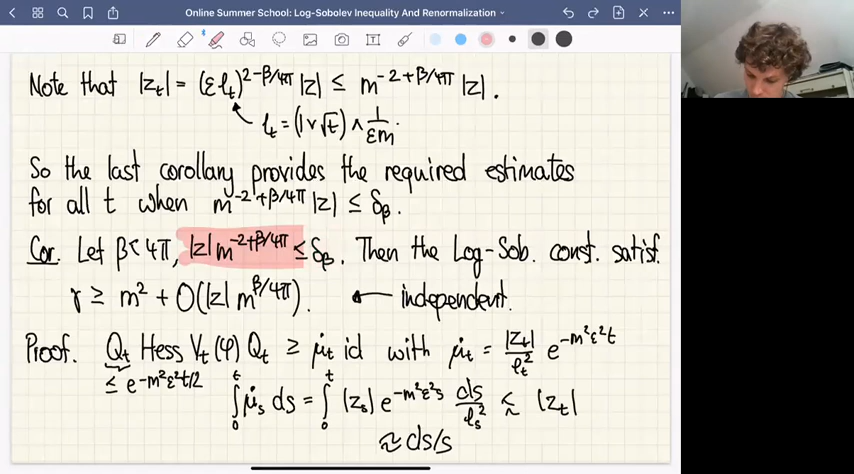 Online Summer School: Log-Sobolev Inequality And Renormalization
Note that |z_t| = (εl_t)^{2-β/4π} |z| ≤ m^{-2+β/4π} |z|.
l_t = (1∨√t) ∧ 1/(εm)
So the last corollary provides the required estimates
for all t when m^{-2+β/4π} |z| ≤ δ_β.
Cor. Let β<4π, |z| m^{-2+β/4π} ≤ δ_β. Then the Log-Sob. const. satisf.
γ ≥ m² + O(|z| m^{β/4π}). ← independent.
Proof. Q_t Hess V_t(φ) Q_t ≥ μ̇_t id with μ̇_t = |z_t|/l_t² e^{-m²ε²t}
≤ e^{-m²ε²t/2}
∫_0^t μ̇_s ds = ∫_0^t |z_s| e^{-m²ε²s} ds/l_s² ≲ |z_t|
≈ ds/s